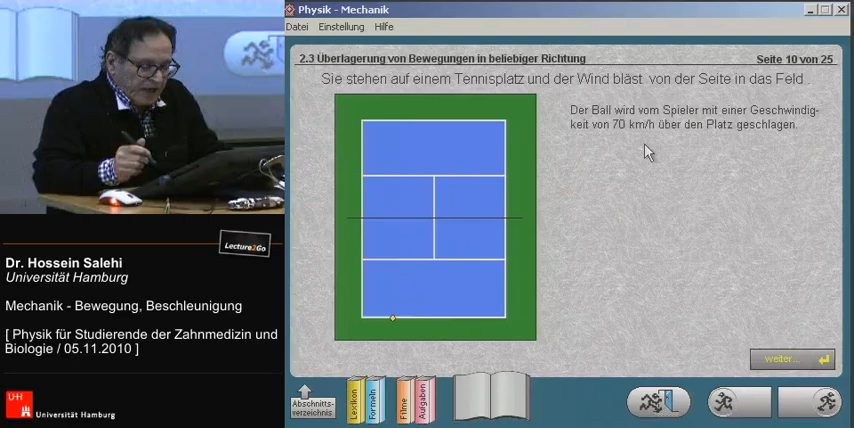 Physik - Mechanik
Datei Einstellung Hilfe
2.3 Überlagerung von Bewegungen in beliebiger Richtung
Seite 10 von 25
Sie stehen auf einem Tennisplatz und der Wind bläst von der Seite in das Feld .
Der Ball wird vom Spieler mit einer Geschwindig-
keit von 70 km/h über den Platz geschlagen.
weiter...
Abschnitts-
verzeichnis
Lexikon
Formeln
Filme
Aufgaben
Lecture2Go
Dr. Hossein Salehi
Universität Hamburg
Mechanik - Bewegung, Beschleunigung
[ Physik für Studierende der Zahnmedizin und
Biologie / 05.11.2010 ]
UH
Universität Hamburg